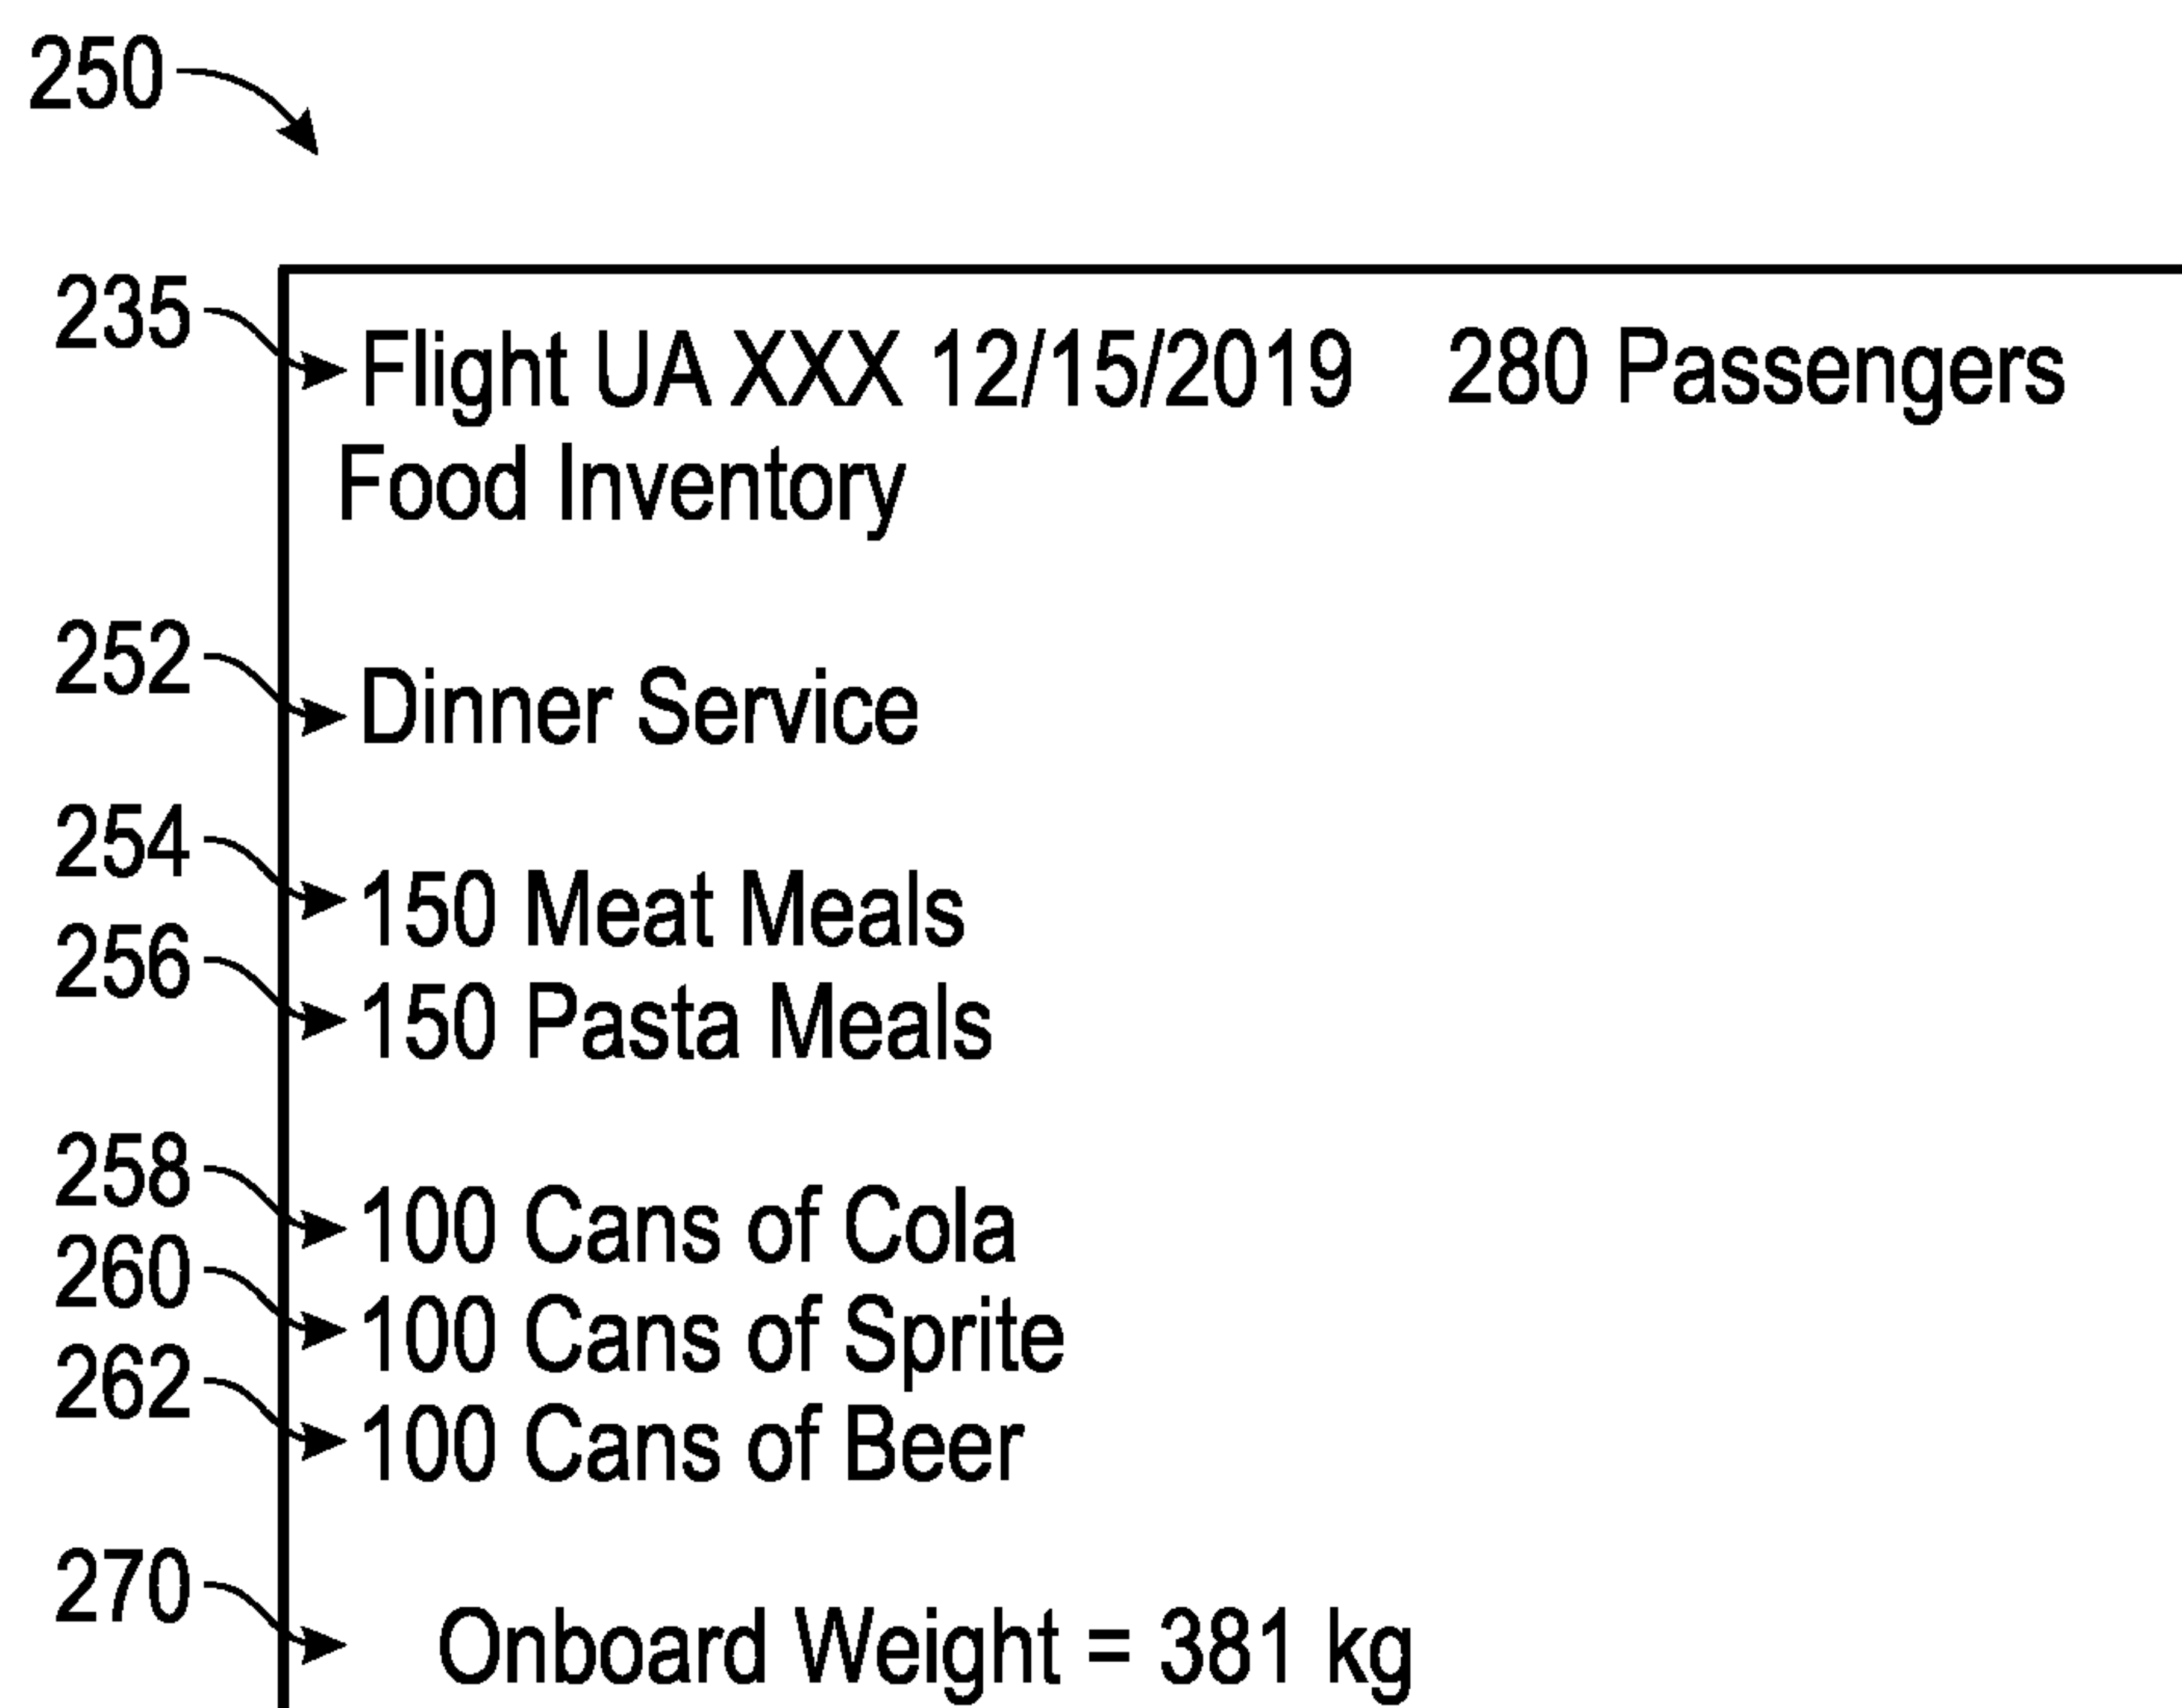 250
235 Flight UA XXX 12/15/2019 280 Passengers
Food Inventory
252 Dinner Service
254 150 Meat Meals
256 150 Pasta Meals
258 100 Cans of Cola
260 100 Cans of Sprite
262 100 Cans of Beer
270 Onboard Weight = 381 kg